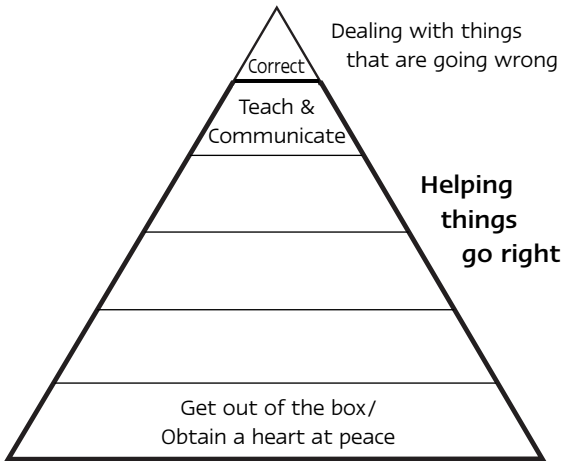 Dealing with things
that are going wrong
Correct
Teach &
Communicate
Helping
things
go right
Get out of the box/
Obtain a heart at peace